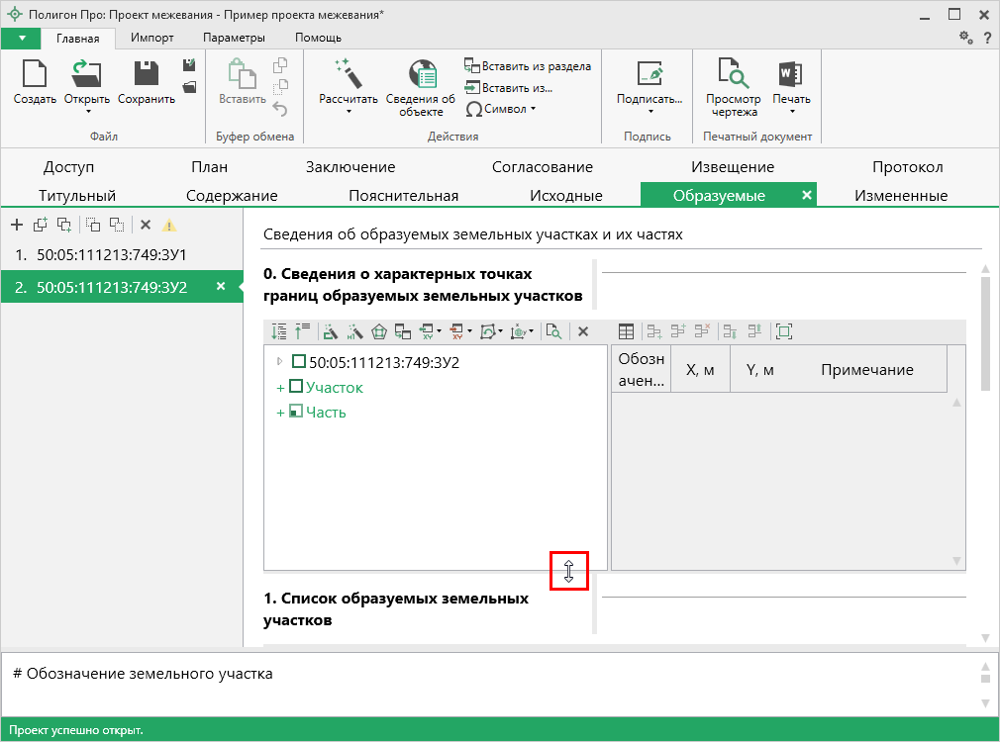 Полигон Про: Проект межевания - Пример проекта межевания*
Главная Импорт Параметры Помощь
?
Создать Открыть Сохранить
Файл
Вставить
Буфер обмена
Рассчитать Сведения об объекте
Вставить из раздела
Вставить из...
Символ
Действия
Подписать...
Подпись
Просмотр чертежа Печать
Печатный документ
Доступ План Заключение Согласование Извещение Протокол
Титульный Содержание Пояснительная Исходные Образуемые Измененные
1. 50:05:111213:749:ЗУ1
2. 50:05:111213:749:ЗУ2
Сведения об образуемых земельных участках и их частях
0. Сведения о характерных точках
границ образуемых земельных участков
50:05:111213:749:ЗУ2
+ Участок
+ Часть
Обозн
ачен...
X, м Y, м Примечание
1. Список образуемых земельных
участков
# Обозначение земельного участка
Проект успешно открыт.